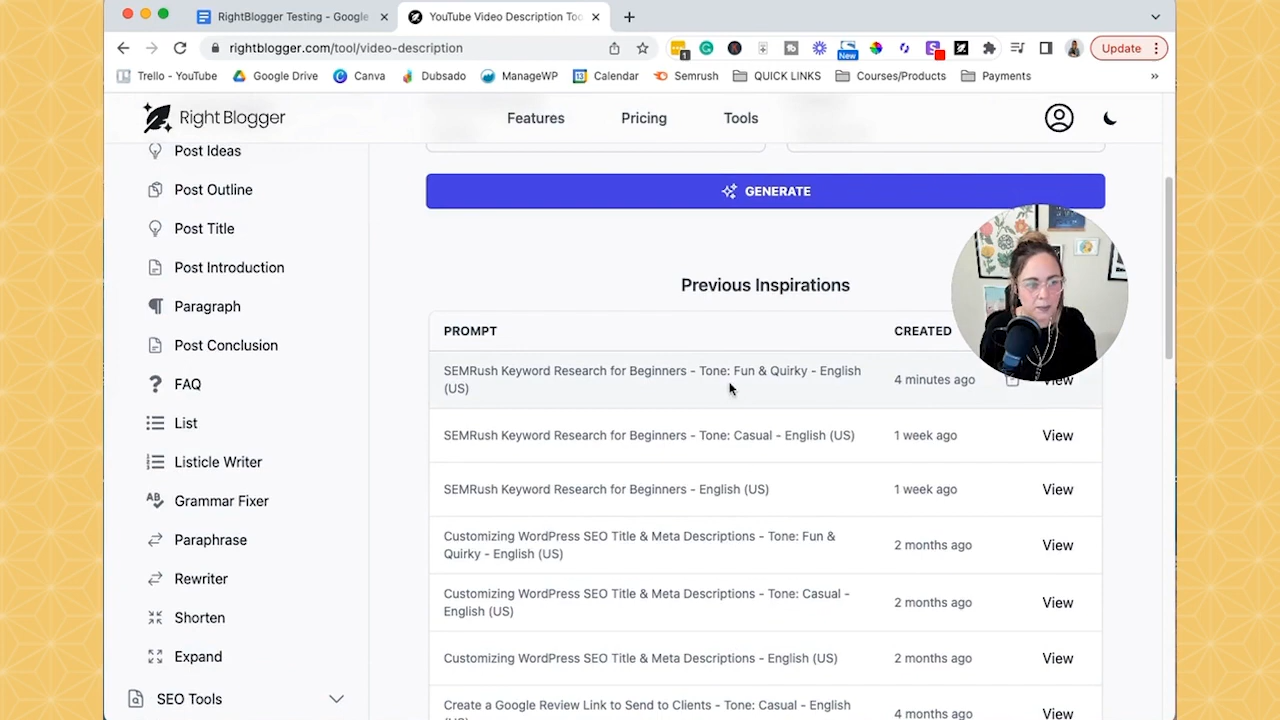 RightBlogger Testing - Google
YouTube Video Description Too
rightblogger.com/tool/video-description
1
New
Update
Trello - YouTube
Google Drive
Canva
Dubsado
ManageWP
Calendar
Semrush
QUICK LINKS
Courses/Products
Payments
»
Right Blogger
Features
Pricing
Tools
Post Ideas
Post Outline
Post Title
Post Introduction
Paragraph
Post Conclusion
FAQ
List
Listicle Writer
Grammar Fixer
Paraphrase
Rewriter
Shorten
Expand
SEO Tools
GENERATE
Previous Inspirations
PROMPT
CREATED
SEMRush Keyword Research for Beginners - Tone: Fun & Quirky - English
(US)
4 minutes ago
View
SEMRush Keyword Research for Beginners - Tone: Casual - English (US)
1 week ago
View
SEMRush Keyword Research for Beginners - English (US)
1 week ago
View
Customizing WordPress SEO Title & Meta Descriptions - Tone: Fun &
Quirky - English (US)
2 months ago
View
Customizing WordPress SEO Title & Meta Descriptions - Tone: Casual -
English (US)
2 months ago
View
Customizing WordPress SEO Title & Meta Descriptions - English (US)
2 months ago
View
Create a Google Review Link to Send to Clients - Tone: Casual - English
4 months ago
View